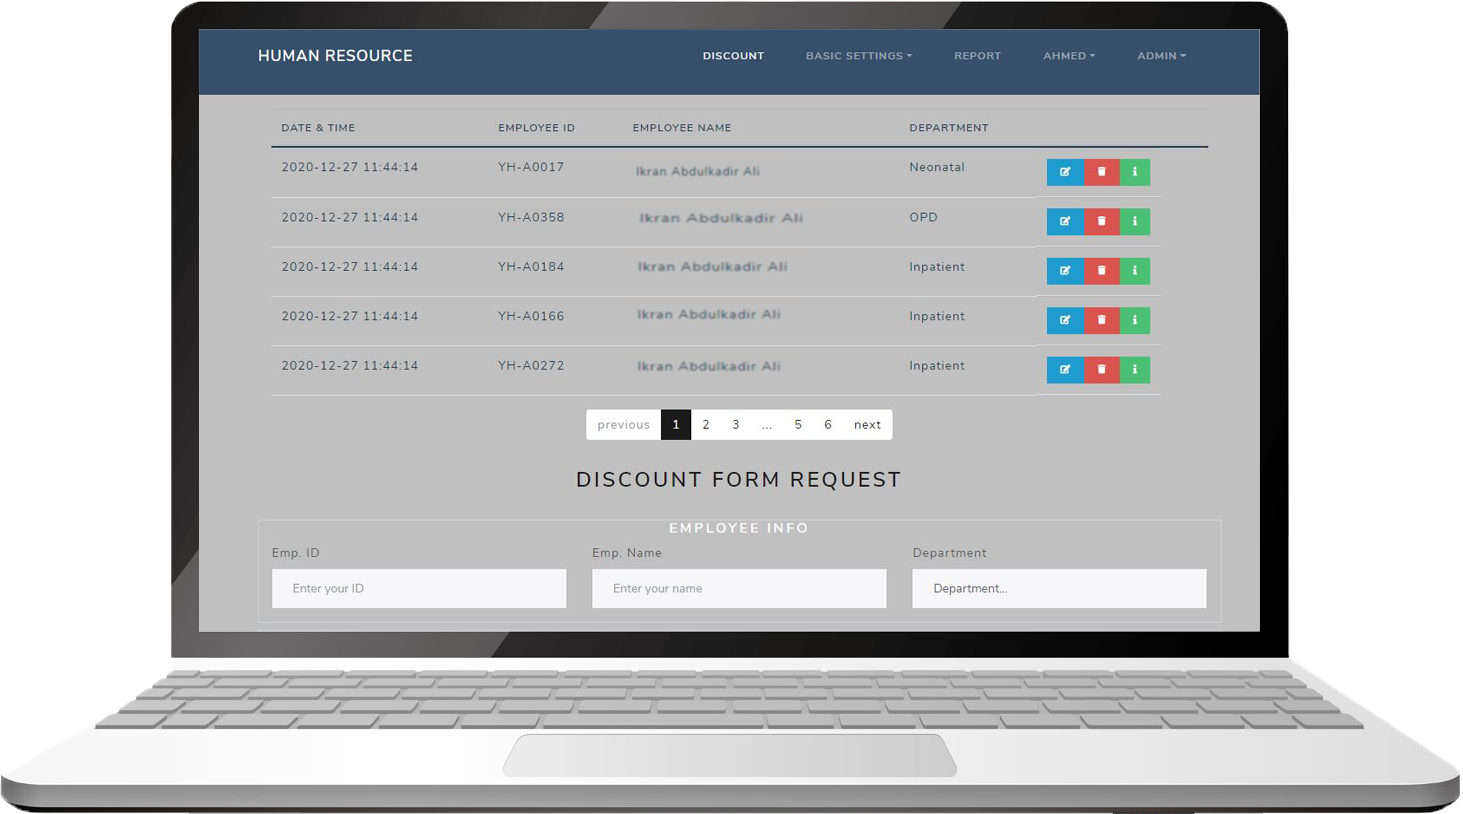 HUMAN RESOURCE DISCOUNT BASIC SETTINGS REPORT AHMED ADMIN
DATE & TIME EMPLOYEE ID EMPLOYEE NAME DEPARTMENT
2020-12-27 11:44:14 YH-A0017 Ikran Abdulkadir Ali Neonatal
2020-12-27 11:44:14 YH-A0358 Ikran Abdulkadir Ali OPD
2020-12-27 11:44:14 YH-A0184 Ikran Abdulkadir Ali Inpatient
2020-12-27 11:44:14 YH-A0166 Ikran Abdulkadir Ali Inpatient
2020-12-27 11:44:14 YH-A0272 Ikran Abdulkadir Ali Inpatient
previous 1 2 3 ... 5 6 next
DISCOUNT FORM REQUEST
EMPLOYEE INFO
Emp. ID Emp. Name Department
Enter your ID Enter your name Department...